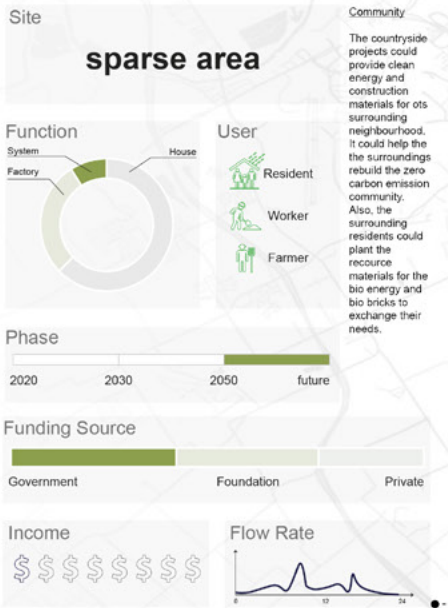 Site
sparse area
Function
System
House
Factory
User
Resident
Worker
Farmer
Phase
2020 2030 2050 future
Funding Source
Government Foundation Private
Income
$ $ $ $ $ $ $ $
Flow Rate
0 12 24
Community
The countryside
projects could
provide clean
energy and
construction
materials for ots
surrounding
neighbourhood.
It could help the
the surroundings
rebuild the zero
carbon emission
community.
Also, the
surrounding
residents could
plant the
recource
materials for the
bio energy and
bio bricks to
exchange their
needs.